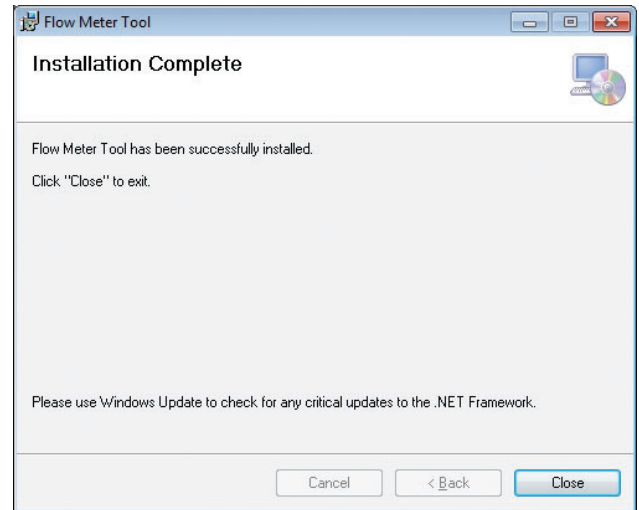 Flow Meter Tool
Installation Complete
Flow Meter Tool has been successfully installed.
Click "Close" to exit.
Please use Windows Update to check for any critical updates to the .NET Framework.
Cancel
< Back
Close